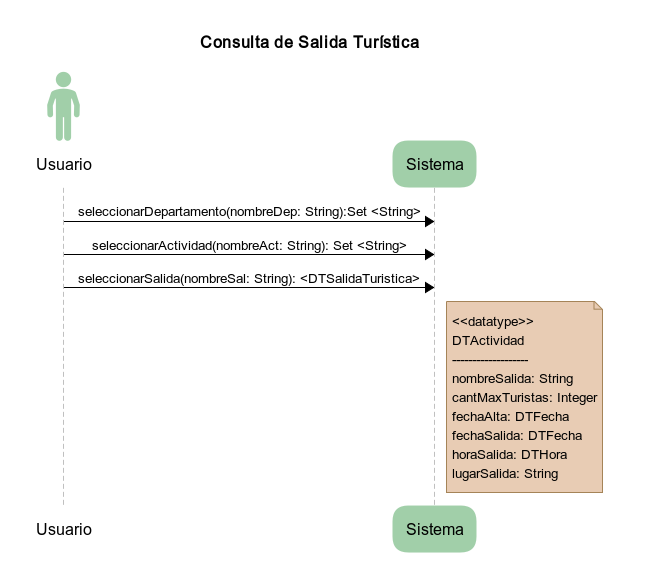 Consulta de Salida Turística
Usuario
Sistema
seleccionarDepartamento(nombreDep: String):Set <String>
seleccionarActividad(nombreAct: String): Set <String>
seleccionarSalida(nombreSal: String): <DTSalidaTuristica>
<<datatype>>
DTActividad
-------------------
nombreSalida: String
cantMaxTuristas: Integer
fechaAlta: DTFecha
fechaSalida: DTFecha
horaSalida: DTHora
lugarSalida: String
Usuario
Sistema